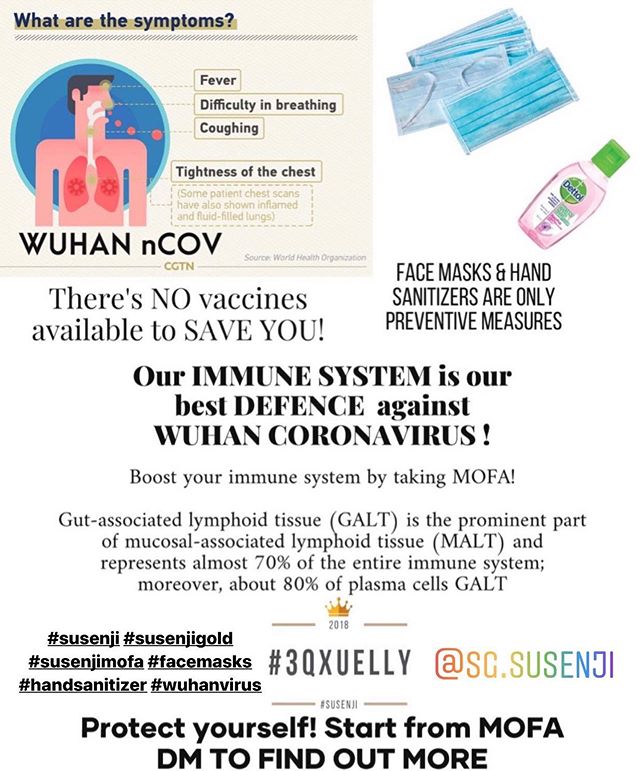 What are the symptoms?
Fever
Difficulty in breathing
Coughing
Tightness of the chest
(Some patient chest scans
have also shown inflamed
and fluid-filled lungs)
WUHAN nCOV
CGTN
Source: World Health Organization
Dettol
There's NO vaccines
available to SAVE YOU!
FACE MASKS & HAND
SANITIZERS ARE ONLY
PREVENTIVE MEASURES
Our IMMUNE SYSTEM is our
best DEFENCE against
WUHAN CORONAVIRUS !
Boost your immune system by taking MOFA!
Gut-associated lymphoid tissue (GALT) is the prominent part
of mucosal-associated lymphoid tissue (MALT) and
represents almost 70% of the entire immune system;
moreover, about 80% of plasma cells GALT
#susenji #susenjigold
#susenjimofa #facemasks
#handsanitizer #wuhanvirus
2018
#3QXUELLY
#SUSENJI
@SG.SUSENJI
Protect yourself! Start from MOFA
DM TO FIND OUT MORE